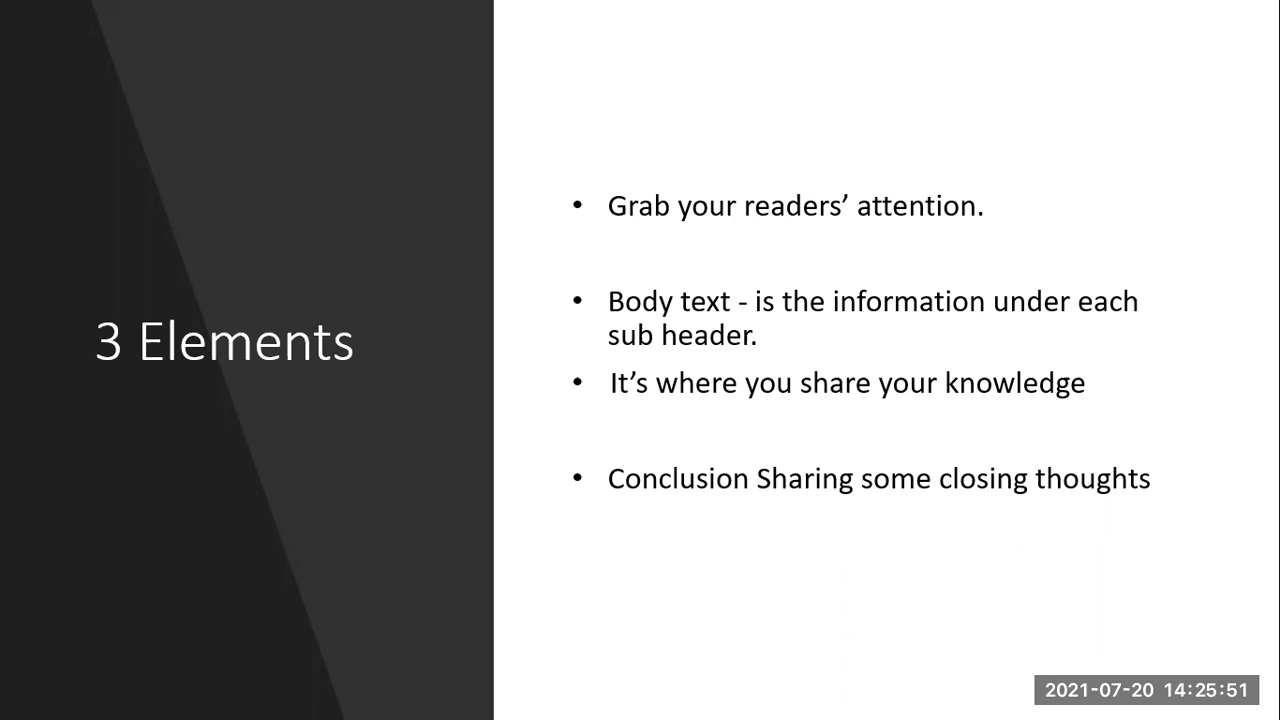 3 Elements
• Grab your readers’ attention.
• Body text - is the information under each
sub header.
• It’s where you share your knowledge
• Conclusion Sharing some closing thoughts
2021-07-20 14:25:51